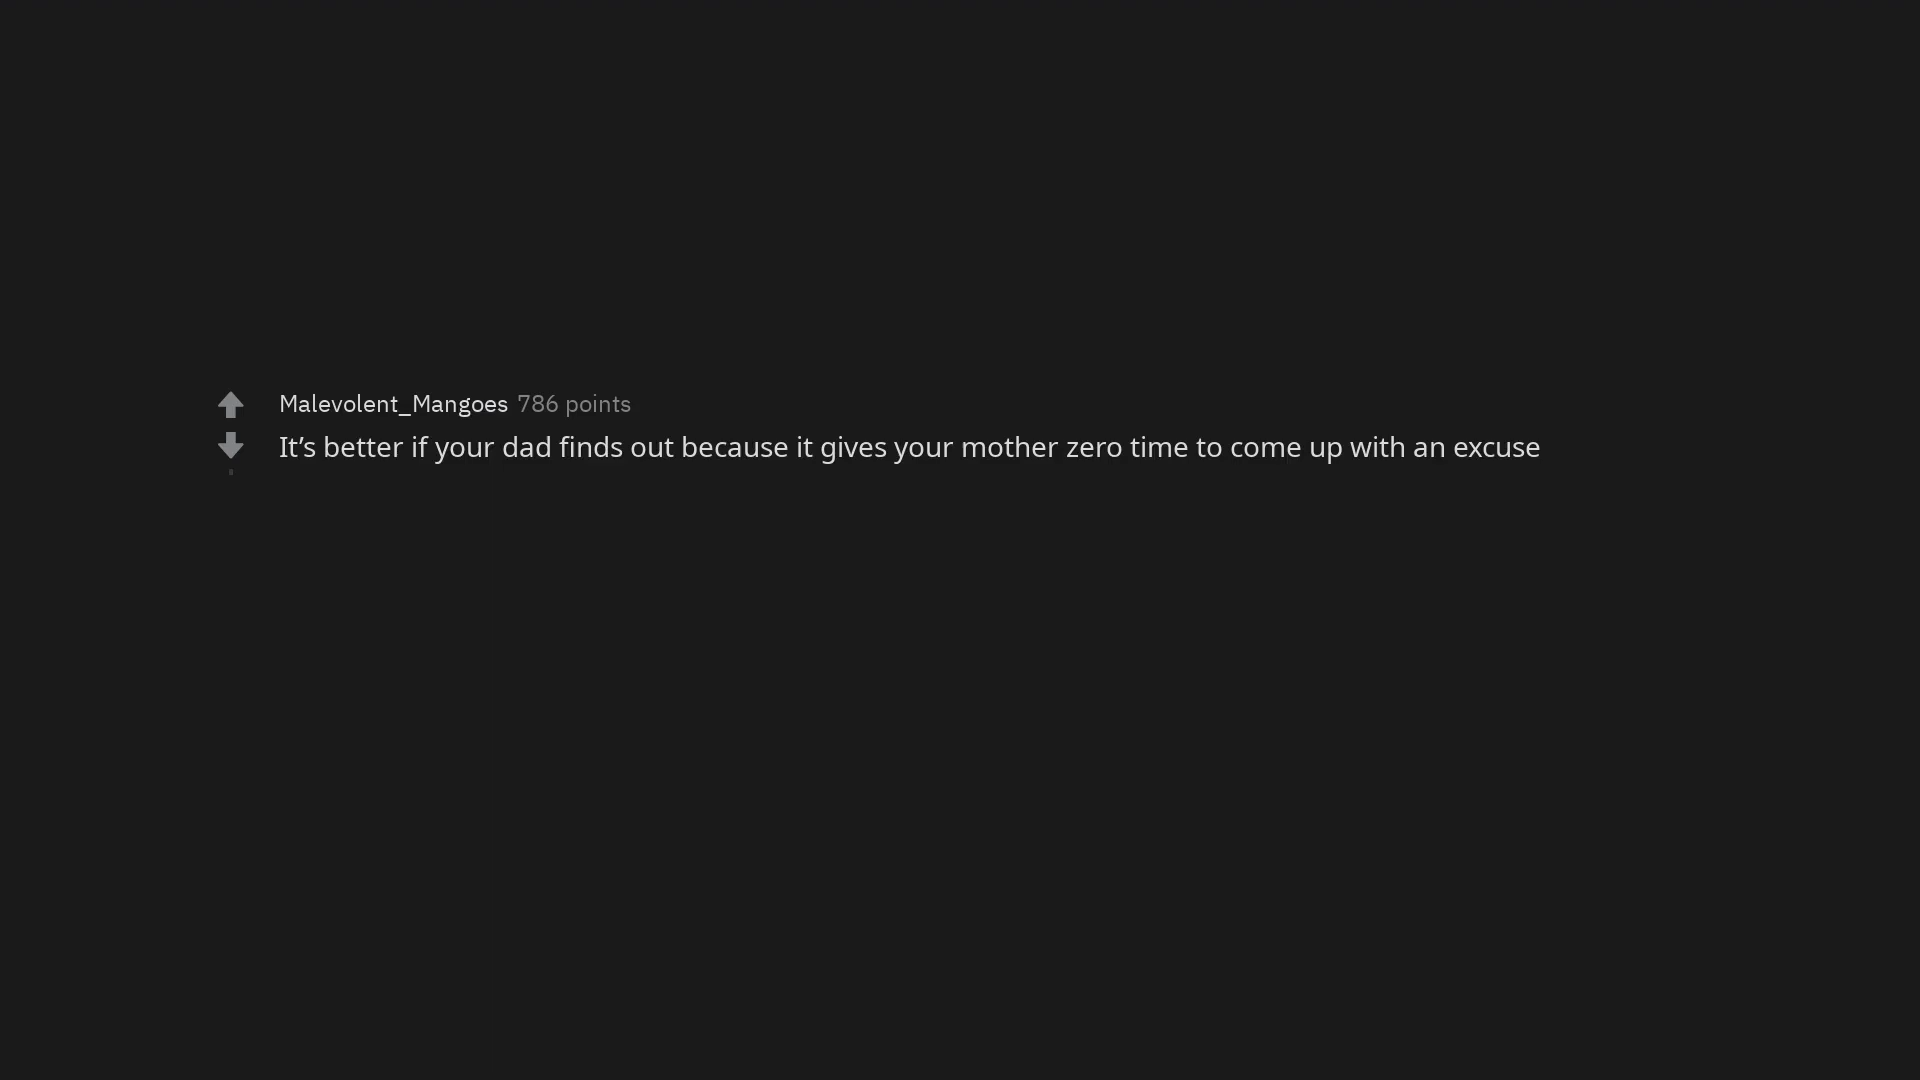 Malevolent_Mangoes 786 points
It’s better if your dad finds out because it gives your mother zero time to come up with an excuse